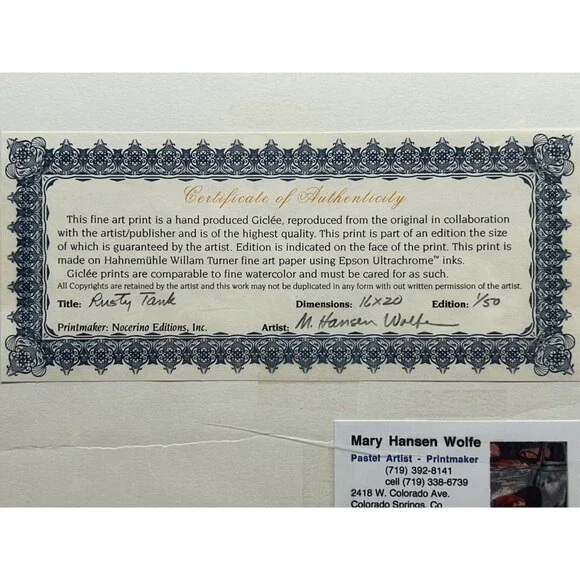 Certificate of Authenticity
This fine art print is a hand produced Giclée, reproduced from the original in collaboration
with the artist/publisher and is of the highest quality. This print is part of an edition the size
of which is guaranteed by the artist. Edition is indicated on the face of the print. This print is
made on Hahnemühle Willam Turner fine art paper using Epson Ultrachrome™ inks.
Giclée prints are comparable to fine watercolor and must be cared for as such.
All Copyrights are retained by the artist and this work may not be duplicated in any form with out written permission of the artist.
Title: Rusty Tank Dimensions: 16x20 Edition: 1/50
Printmaker: Nocerino Editions, Inc. Artist: M. Hansen Wolfe
Mary Hansen Wolfe
Pastel Artist - Printmaker
(719) 392-8141
cell (719) 338-6739
2418 W. Colorado Ave.
Colorado Springs, Co